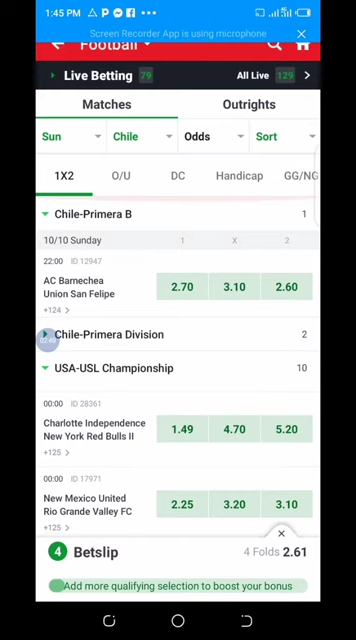 1:45 PM
Screen Recorder App is using microphone
Football
Live Betting 79 All Live 129
Matches Outrights
Sun Chile Odds Sort
1X2 O/U DC Handicap GG/NG
Chile-Primera B 1
10/10 Sunday 1 X 2
22:00 ID 12947
AC Barnechea
Union San Felipe
2.70 3.10 2.60
+124
02:49
Chile-Primera Division 2
USA-USL Championship 10
00:00 ID 28361
Charlotte Independence
New York Red Bulls II
1.49 4.70 5.20
+125
00:00 ID 17971
New Mexico United
Rio Grande Valley FC
2.25 3.20 3.10
+125
4 Betslip 4 Folds 2.61
Add more qualifying selection to boost your bonus